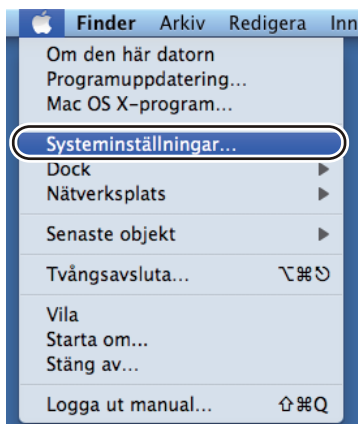 Finder Arkiv Redigera Inn
Om den här datorn
Programuppdatering...
Mac OS X-program...
Systeminställningar...
Dock
Nätverksplats
Senaste objekt
Tvångsavsluta... ⌥⌘⎋
Vila
Starta om...
Stäng av...
Logga ut manual... ⇧⌘Q